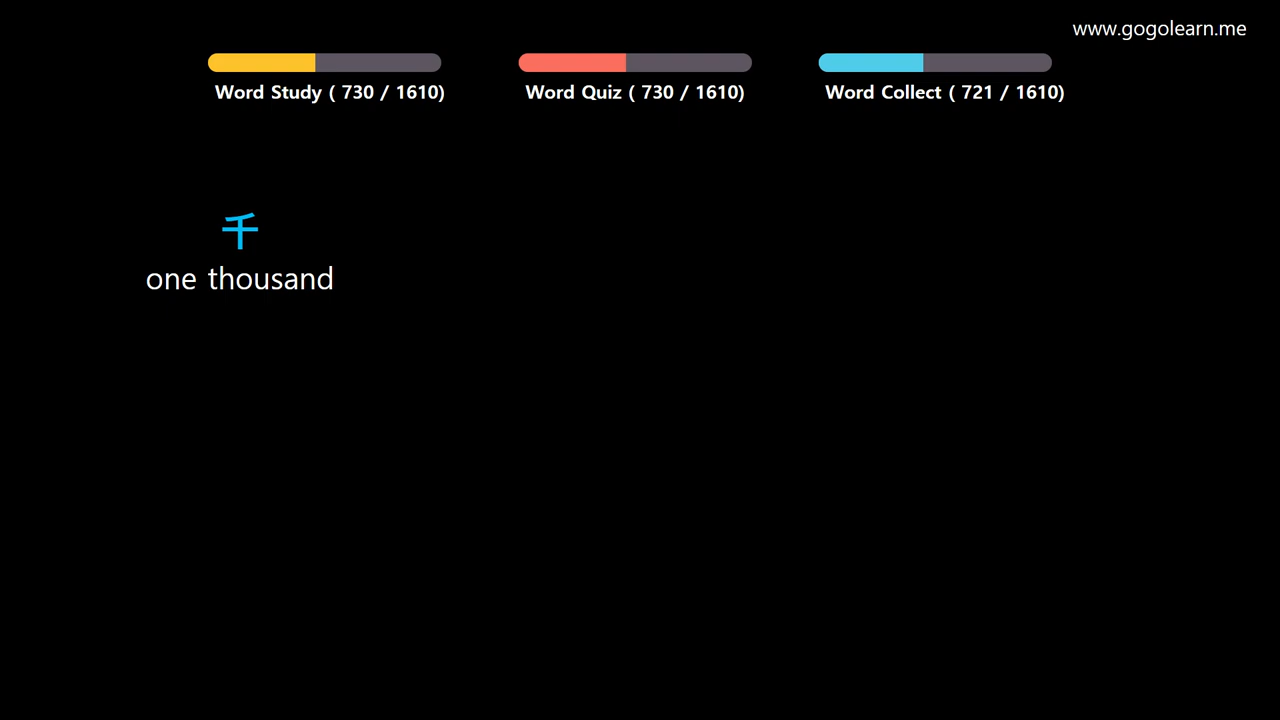 www.gogolearn.me
Word Study ( 730 / 1610)
Word Quiz ( 730 / 1610)
Word Collect ( 721 / 1610)
千
one thousand